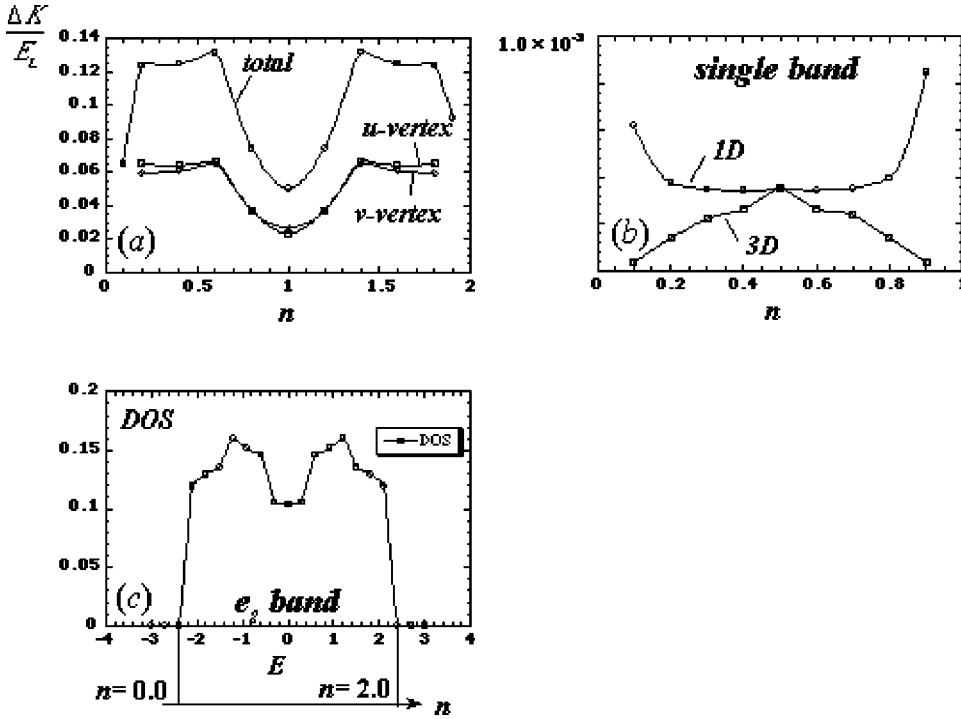 ΔK
E_L
0.14
0.12
0.1
0.08
0.06
0.04
0.02
0
total
u-vertex
v-vertex
(a)
0 0.5 1 1.5 2
n
1.0 × 10⁻³
single band
1D
3D
(b)
0 0.2 0.4 0.6 0.8 1
n
0.2
0.15
0.1
0.05
0
DOS
DOS
(c)
e_g band
-4 -3 -2 -1 0 1 2 3 4
E
n= 0.0 n= 2.0 n